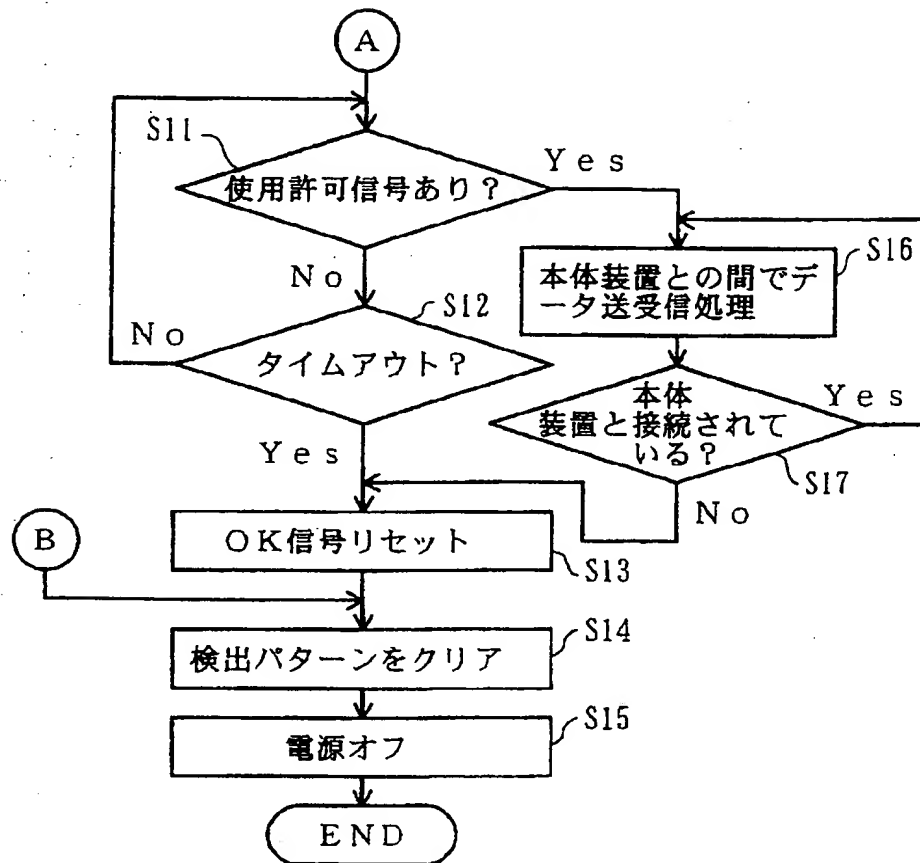 A
S11
使用許可信号あり?
Yes
No
S12
タイムアウト?
No
Yes
S16
本体装置との間でデ
ータ送受信処理
本体
装置と接続されて
いる?
Yes
S17
No
B
OK信号リセット
S13
検出パターンをクリア
S14
電源オフ
S15
END